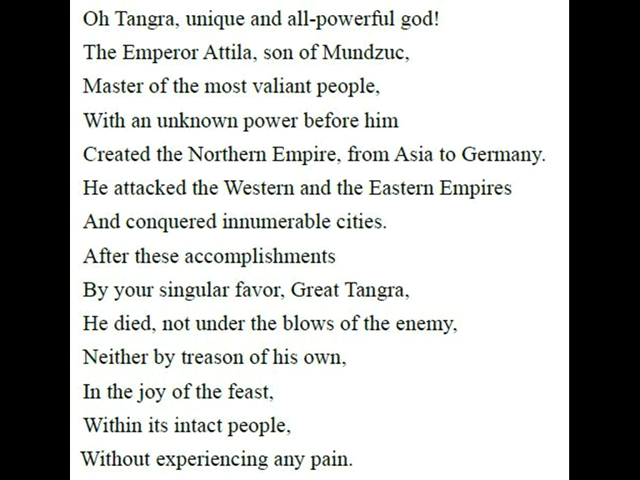 Oh Tangra, unique and all-powerful god!
The Emperor Attila, son of Mundzuc,
Master of the most valiant people,
With an unknown power before him
Created the Northern Empire, from Asia to Germany.
He attacked the Western and the Eastern Empires
And conquered innumerable cities.
After these accomplishments
By your singular favor, Great Tangra,
He died, not under the blows of the enemy,
Neither by treason of his own,
In the joy of the feast,
Within its intact people,
Without experiencing any pain.